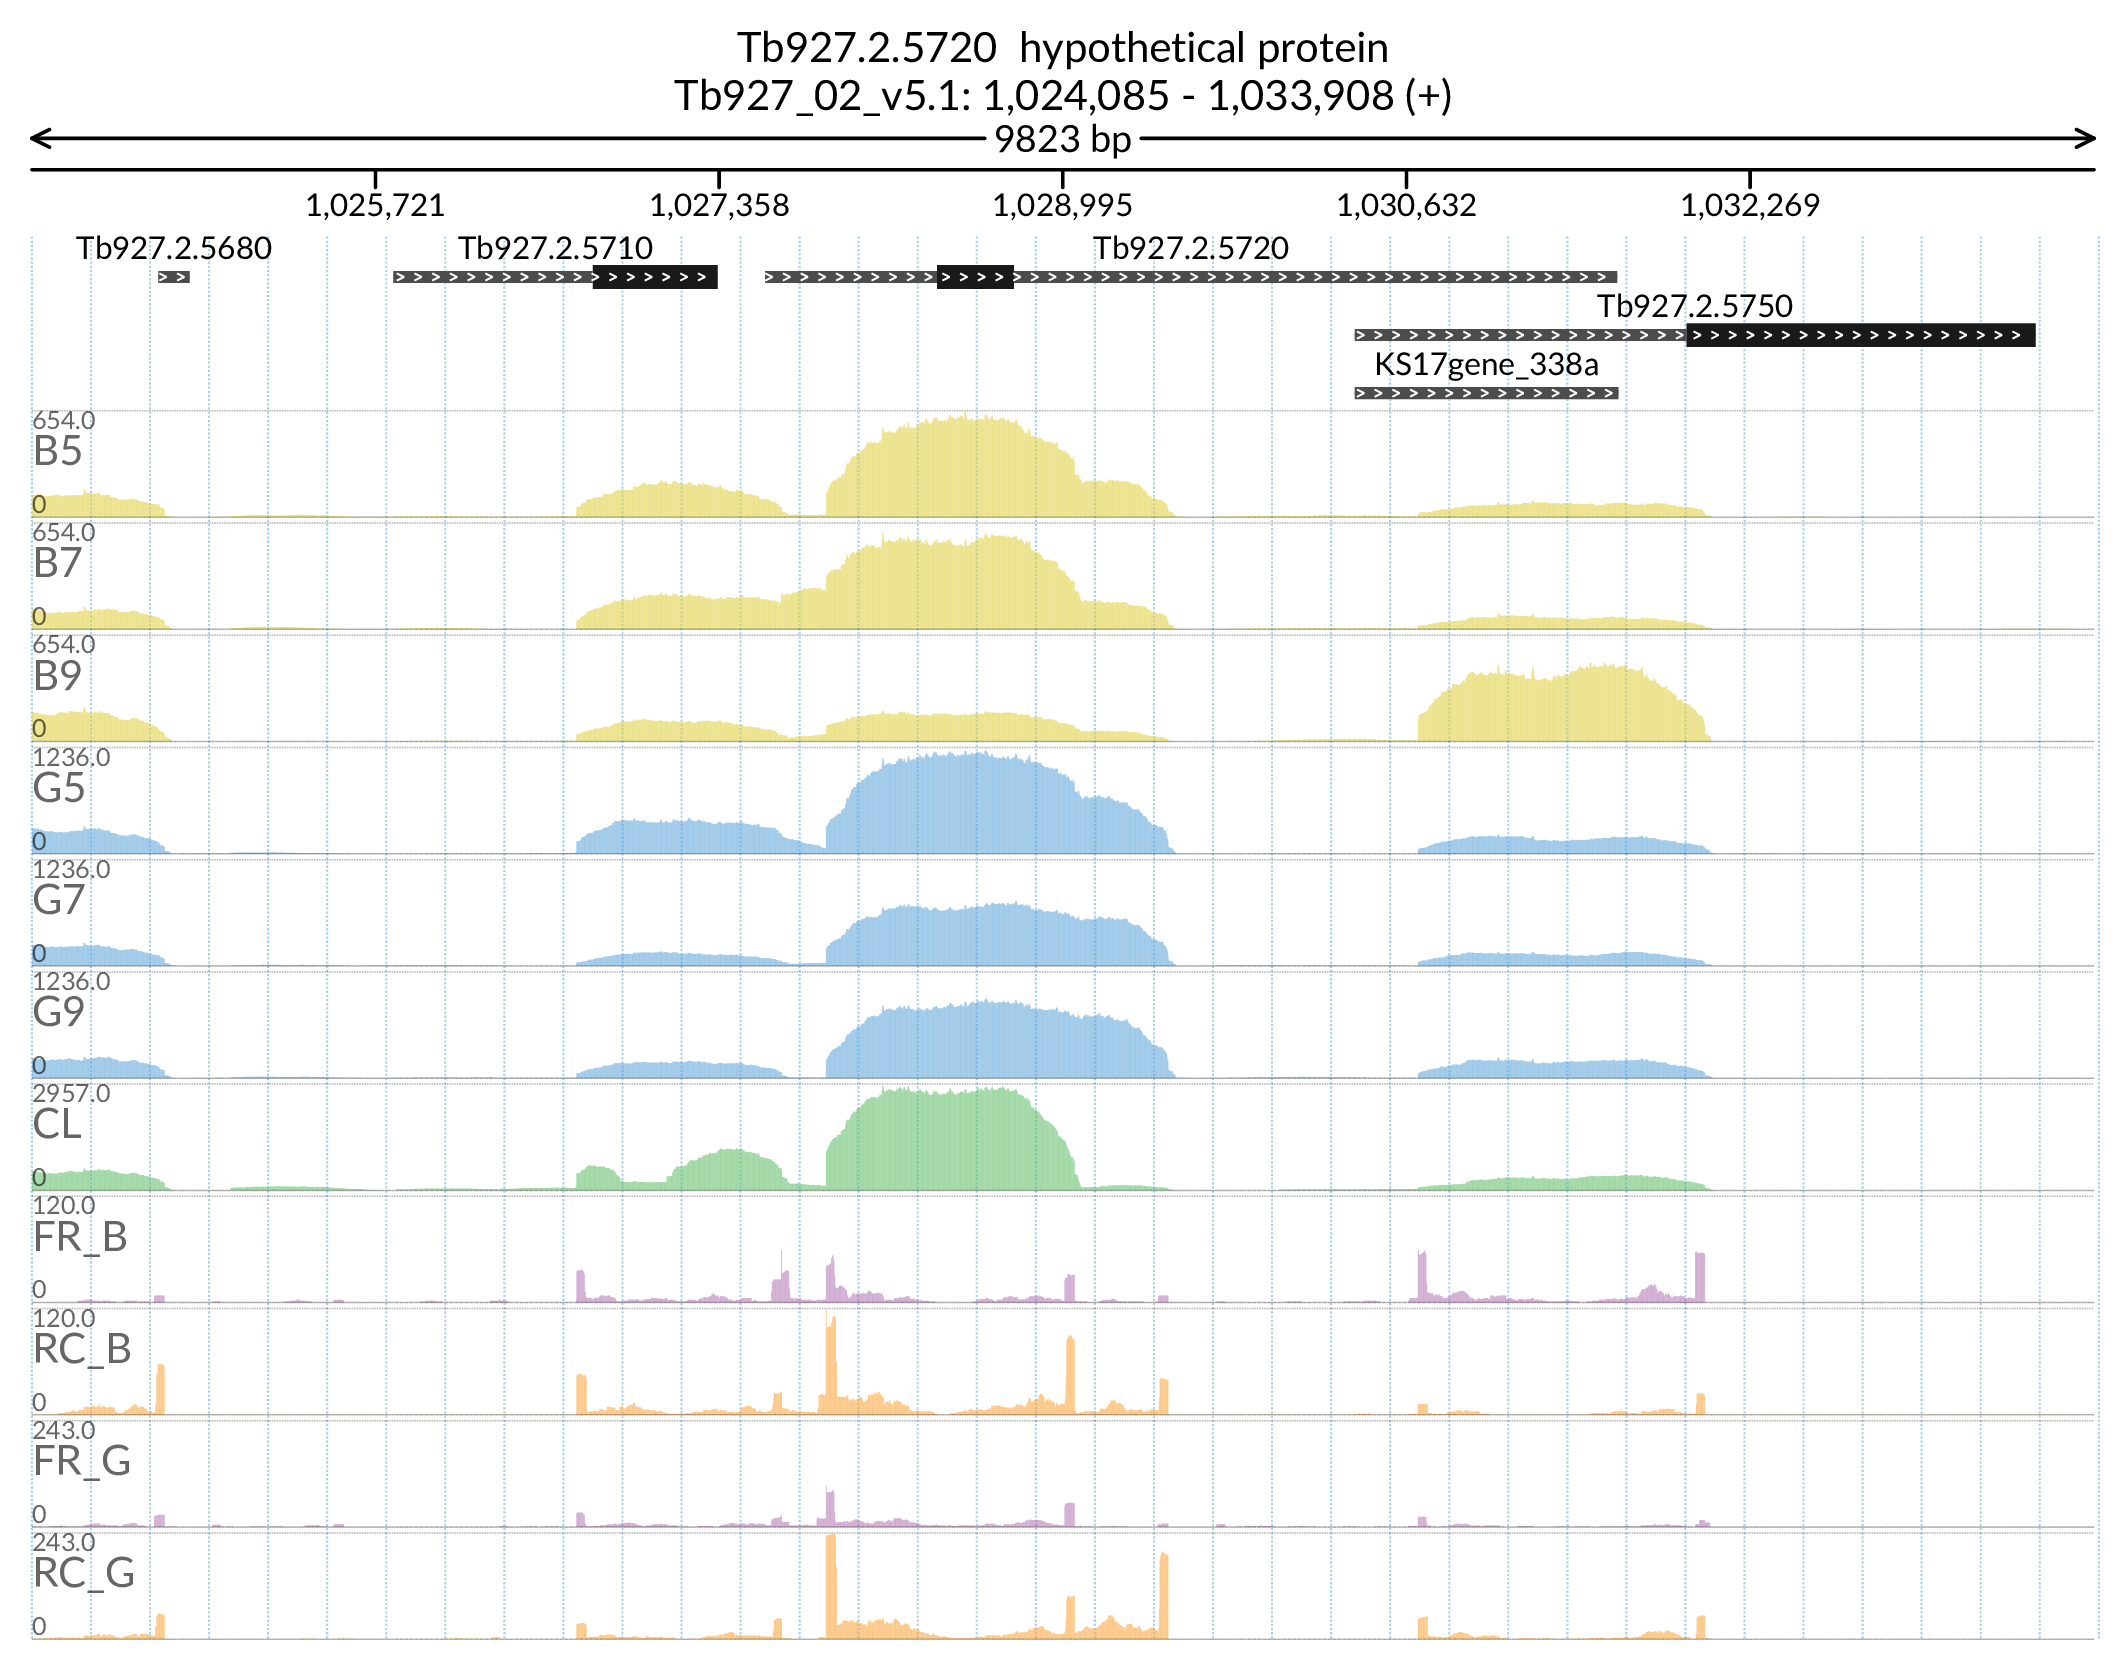 Tb927.2.5720 hypothetical protein
Tb927_02_v5.1: 1,024,085 - 1,033,908 (+)
9823 bp
1,025,721 1,027,358 1,028,995 1,030,632 1,032,269
Tb927.2.5680 Tb927.2.5710 Tb927.2.5720
Tb927.2.5750
KS17gene_338a
654.0
B5
0
654.0
B7
0
654.0
B9
0
1236.0
G5
0
1236.0
G7
0
1236.0
G9
0
2957.0
CL
0
120.0
FR_B
0
120.0
RC_B
0
243.0
FR_G
0
243.0
RC_G
0